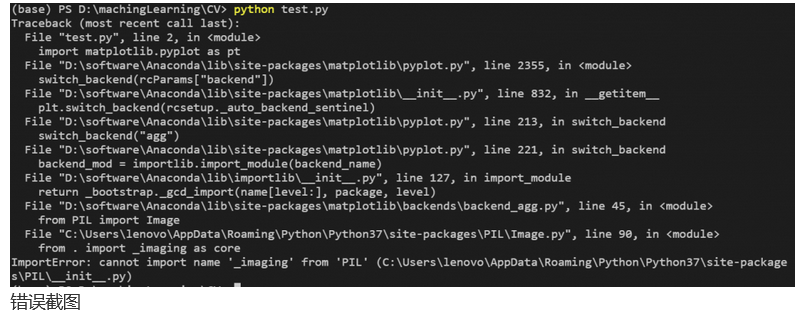 (base) PS D:\machingLearning\CV> python test.py
Traceback (most recent call last):
  File "test.py", line 2, in <module>
    import matplotlib.pyplot as pt
  File "D:\software\Anaconda\lib\site-packages\matplotlib\pyplot.py", line 2355, in <module>
    switch_backend(rcParams["backend"])
  File "D:\software\Anaconda\lib\site-packages\matplotlib\__init__.py", line 832, in __getitem__
    plt.switch_backend(rcsetup._auto_backend_sentinel)
  File "D:\software\Anaconda\lib\site-packages\matplotlib\pyplot.py", line 213, in switch_backend
    switch_backend("agg")
  File "D:\software\Anaconda\lib\site-packages\matplotlib\pyplot.py", line 221, in switch_backend
    backend_mod = importlib.import_module(backend_name)
  File "D:\software\Anaconda\lib\importlib\__init__.py", line 127, in import_module
    return _bootstrap._gcd_import(name[level:], package, level)
  File "D:\software\Anaconda\lib\site-packages\matplotlib\backends\backend_agg.py", line 45, in <module>
    from PIL import Image
  File "C:\Users\lenovo\AppData\Roaming\Python\Python37\site-packages\PIL\Image.py", line 90, in <module>
    from . import _imaging as core
ImportError: cannot import name '_imaging' from 'PIL' (C:\Users\lenovo\AppData\Roaming\Python\Python37\site-package
s\PIL\__init__.py)
错误截图